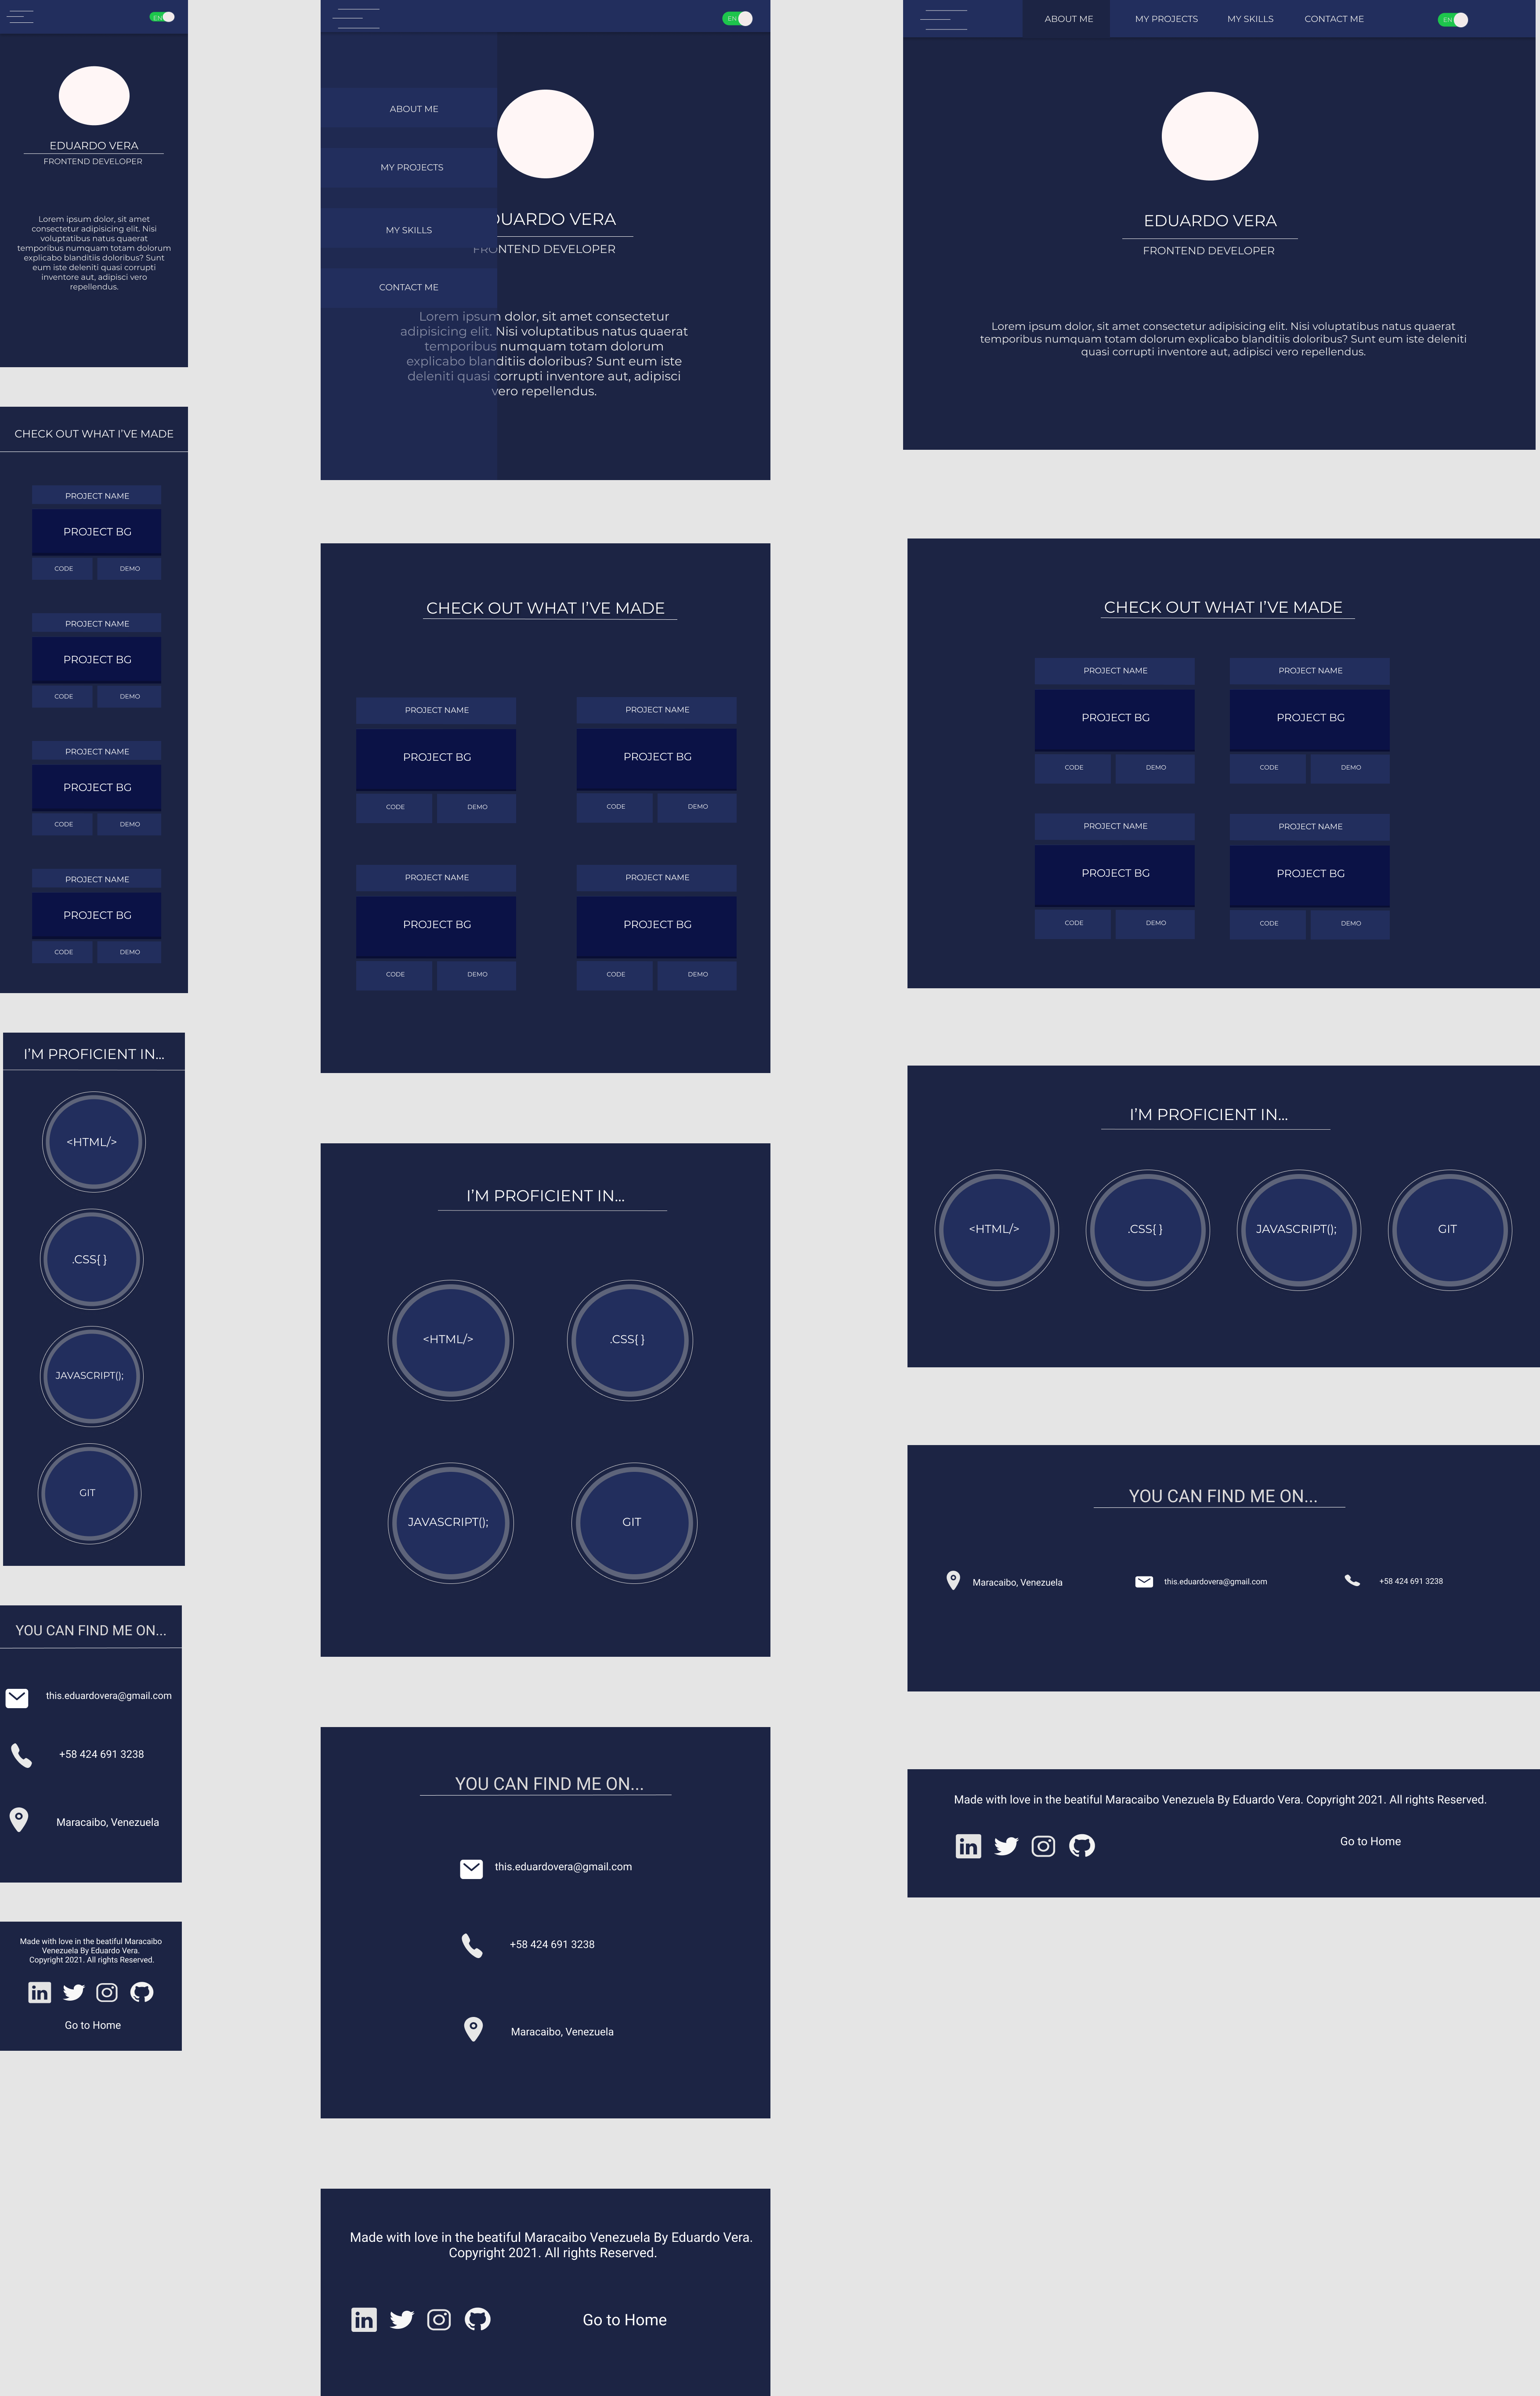 EN
EDUARDO VERA
FRONTEND DEVELOPER
Lorem ipsum dolor, sit amet
consectetur adipisicing elit. Nisi
voluptatibus natus quaerat
temporibus numquam totam dolorum
explicabo blanditiis doloribus? Sunt
eum iste deleniti quasi corrupti
inventore aut, adipisci vero
repellendus.
CHECK OUT WHAT I'VE MADE
PROJECT NAME
PROJECT BG
CODE DEMO
PROJECT NAME
PROJECT BG
CODE DEMO
PROJECT NAME
PROJECT BG
CODE DEMO
PROJECT NAME
PROJECT BG
CODE DEMO
I'M PROFICIENT IN...
<HTML/>
.CSS{ }
JAVASCRIPT();
GIT
YOU CAN FIND ME ON...
this.eduardovera@gmail.com
+58 424 691 3238
Maracaibo, Venezuela
Made with love in the beatiful Maracaibo
Venezuela By Eduardo Vera.
Copyright 2021. All rights Reserved.
in
Go to Home
EN
ABOUT ME
MY PROJECTS
MY SKILLS
CONTACT ME
DUARDO VERA
FRONTEND DEVELOPER
Lorem ipsum dolor, sit amet consectetur
adipisicing elit. Nisi voluptatibus natus quaerat
temporibus numquam totam dolorum
explicabo blanditiis doloribus? Sunt eum iste
deleniti quasi corrupti inventore aut, adipisci
vero repellendus.
CHECK OUT WHAT I'VE MADE
PROJECT NAME PROJECT NAME
PROJECT BG PROJECT BG
CODE DEMO CODE DEMO
PROJECT NAME PROJECT NAME
PROJECT BG PROJECT BG
CODE DEMO CODE DEMO
I'M PROFICIENT IN...
<HTML/> .CSS{ }
JAVASCRIPT(); GIT
YOU CAN FIND ME ON...
this.eduardovera@gmail.com
+58 424 691 3238
Maracaibo, Venezuela
Made with love in the beatiful Maracaibo Venezuela By Eduardo Vera.
Copyright 2021. All rights Reserved.
in Go to Home
ABOUT ME MY PROJECTS MY SKILLS CONTACT ME EN
EDUARDO VERA
FRONTEND DEVELOPER
Lorem ipsum dolor, sit amet consectetur adipisicing elit. Nisi voluptatibus natus quaerat
temporibus numquam totam dolorum explicabo blanditiis doloribus? Sunt eum iste deleniti
quasi corrupti inventore aut, adipisci vero repellendus.
CHECK OUT WHAT I'VE MADE
PROJECT NAME PROJECT NAME
PROJECT BG PROJECT BG
CODE DEMO CODE DEMO
PROJECT NAME PROJECT NAME
PROJECT BG PROJECT BG
CODE DEMO CODE DEMO
I'M PROFICIENT IN...
<HTML/> .CSS{ } JAVASCRIPT(); GIT
YOU CAN FIND ME ON...
Maracaibo, Venezuela this.eduardovera@gmail.com +58 424 691 3238
Made with love in the beatiful Maracaibo Venezuela By Eduardo Vera. Copyright 2021. All rights Reserved.
in Go to Home